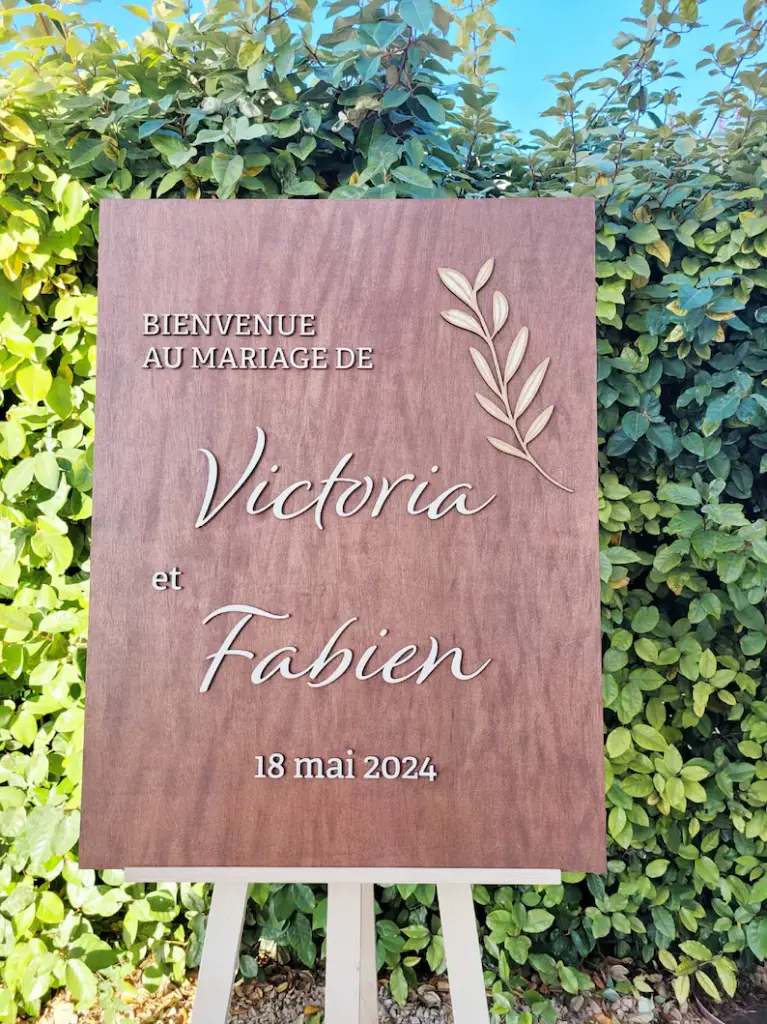 BIENVENUE
AU MARIAGE DE
Victoria
et
Fabien
18 mai 2024